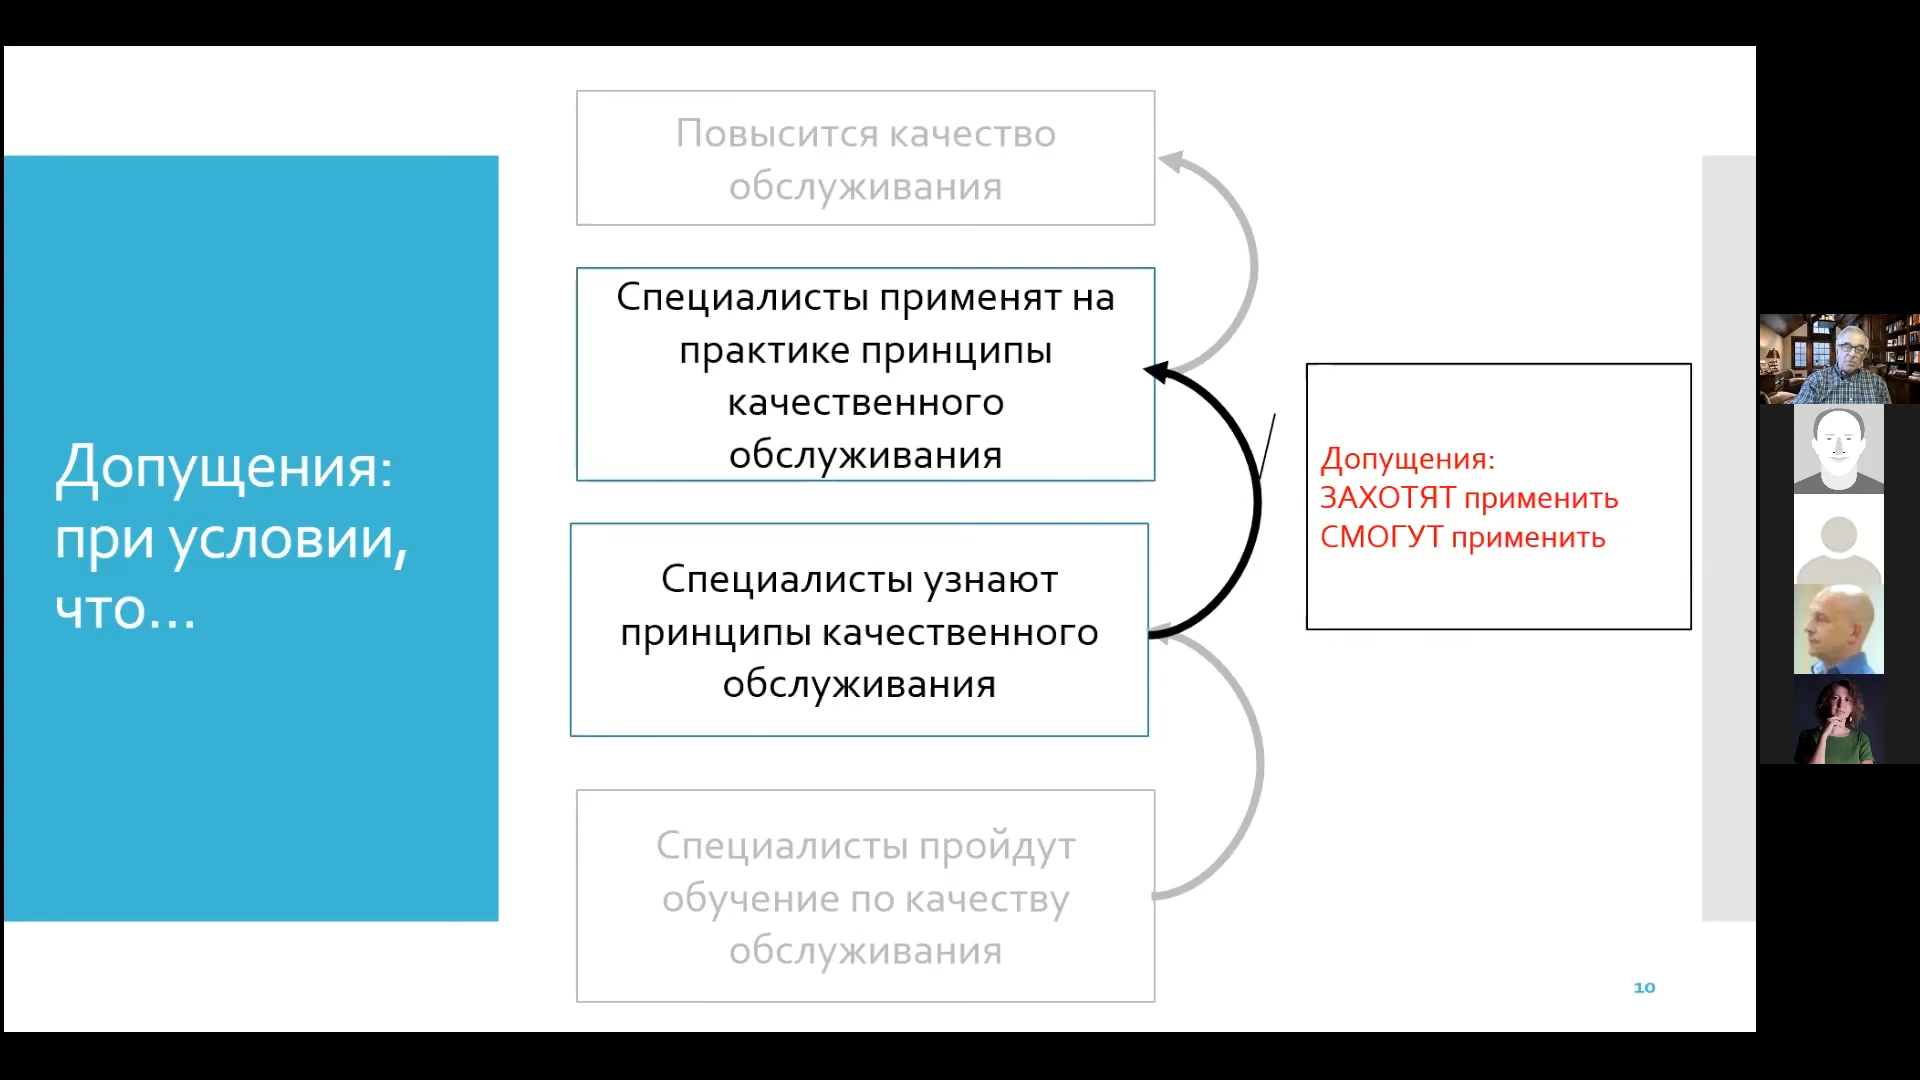 Допущения:
при условии,
что...
Повысится качество
обслуживания
Специалисты применят на
практике принципы
качественного
обслуживания
Специалисты узнают
принципы качественного
обслуживания
Специалисты пройдут
обучение по качеству
обслуживания
Допущения:
ЗАХОТЯТ применить
СМОГУТ применить
10